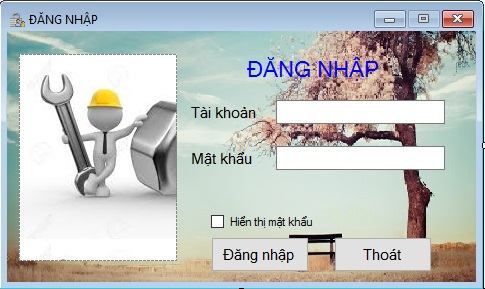 ĐĂNG NHẬP
ĐĂNG NHẬP
Tài khoản
Mật khẩu
Hiển thị mật khẩu
Đăng nhập
Thoát